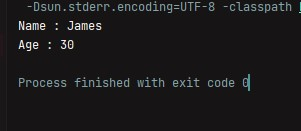 -Dsun.stderr.encoding=UTF-8 -classpath
Name : James
Age : 30
Process finished with exit code 0